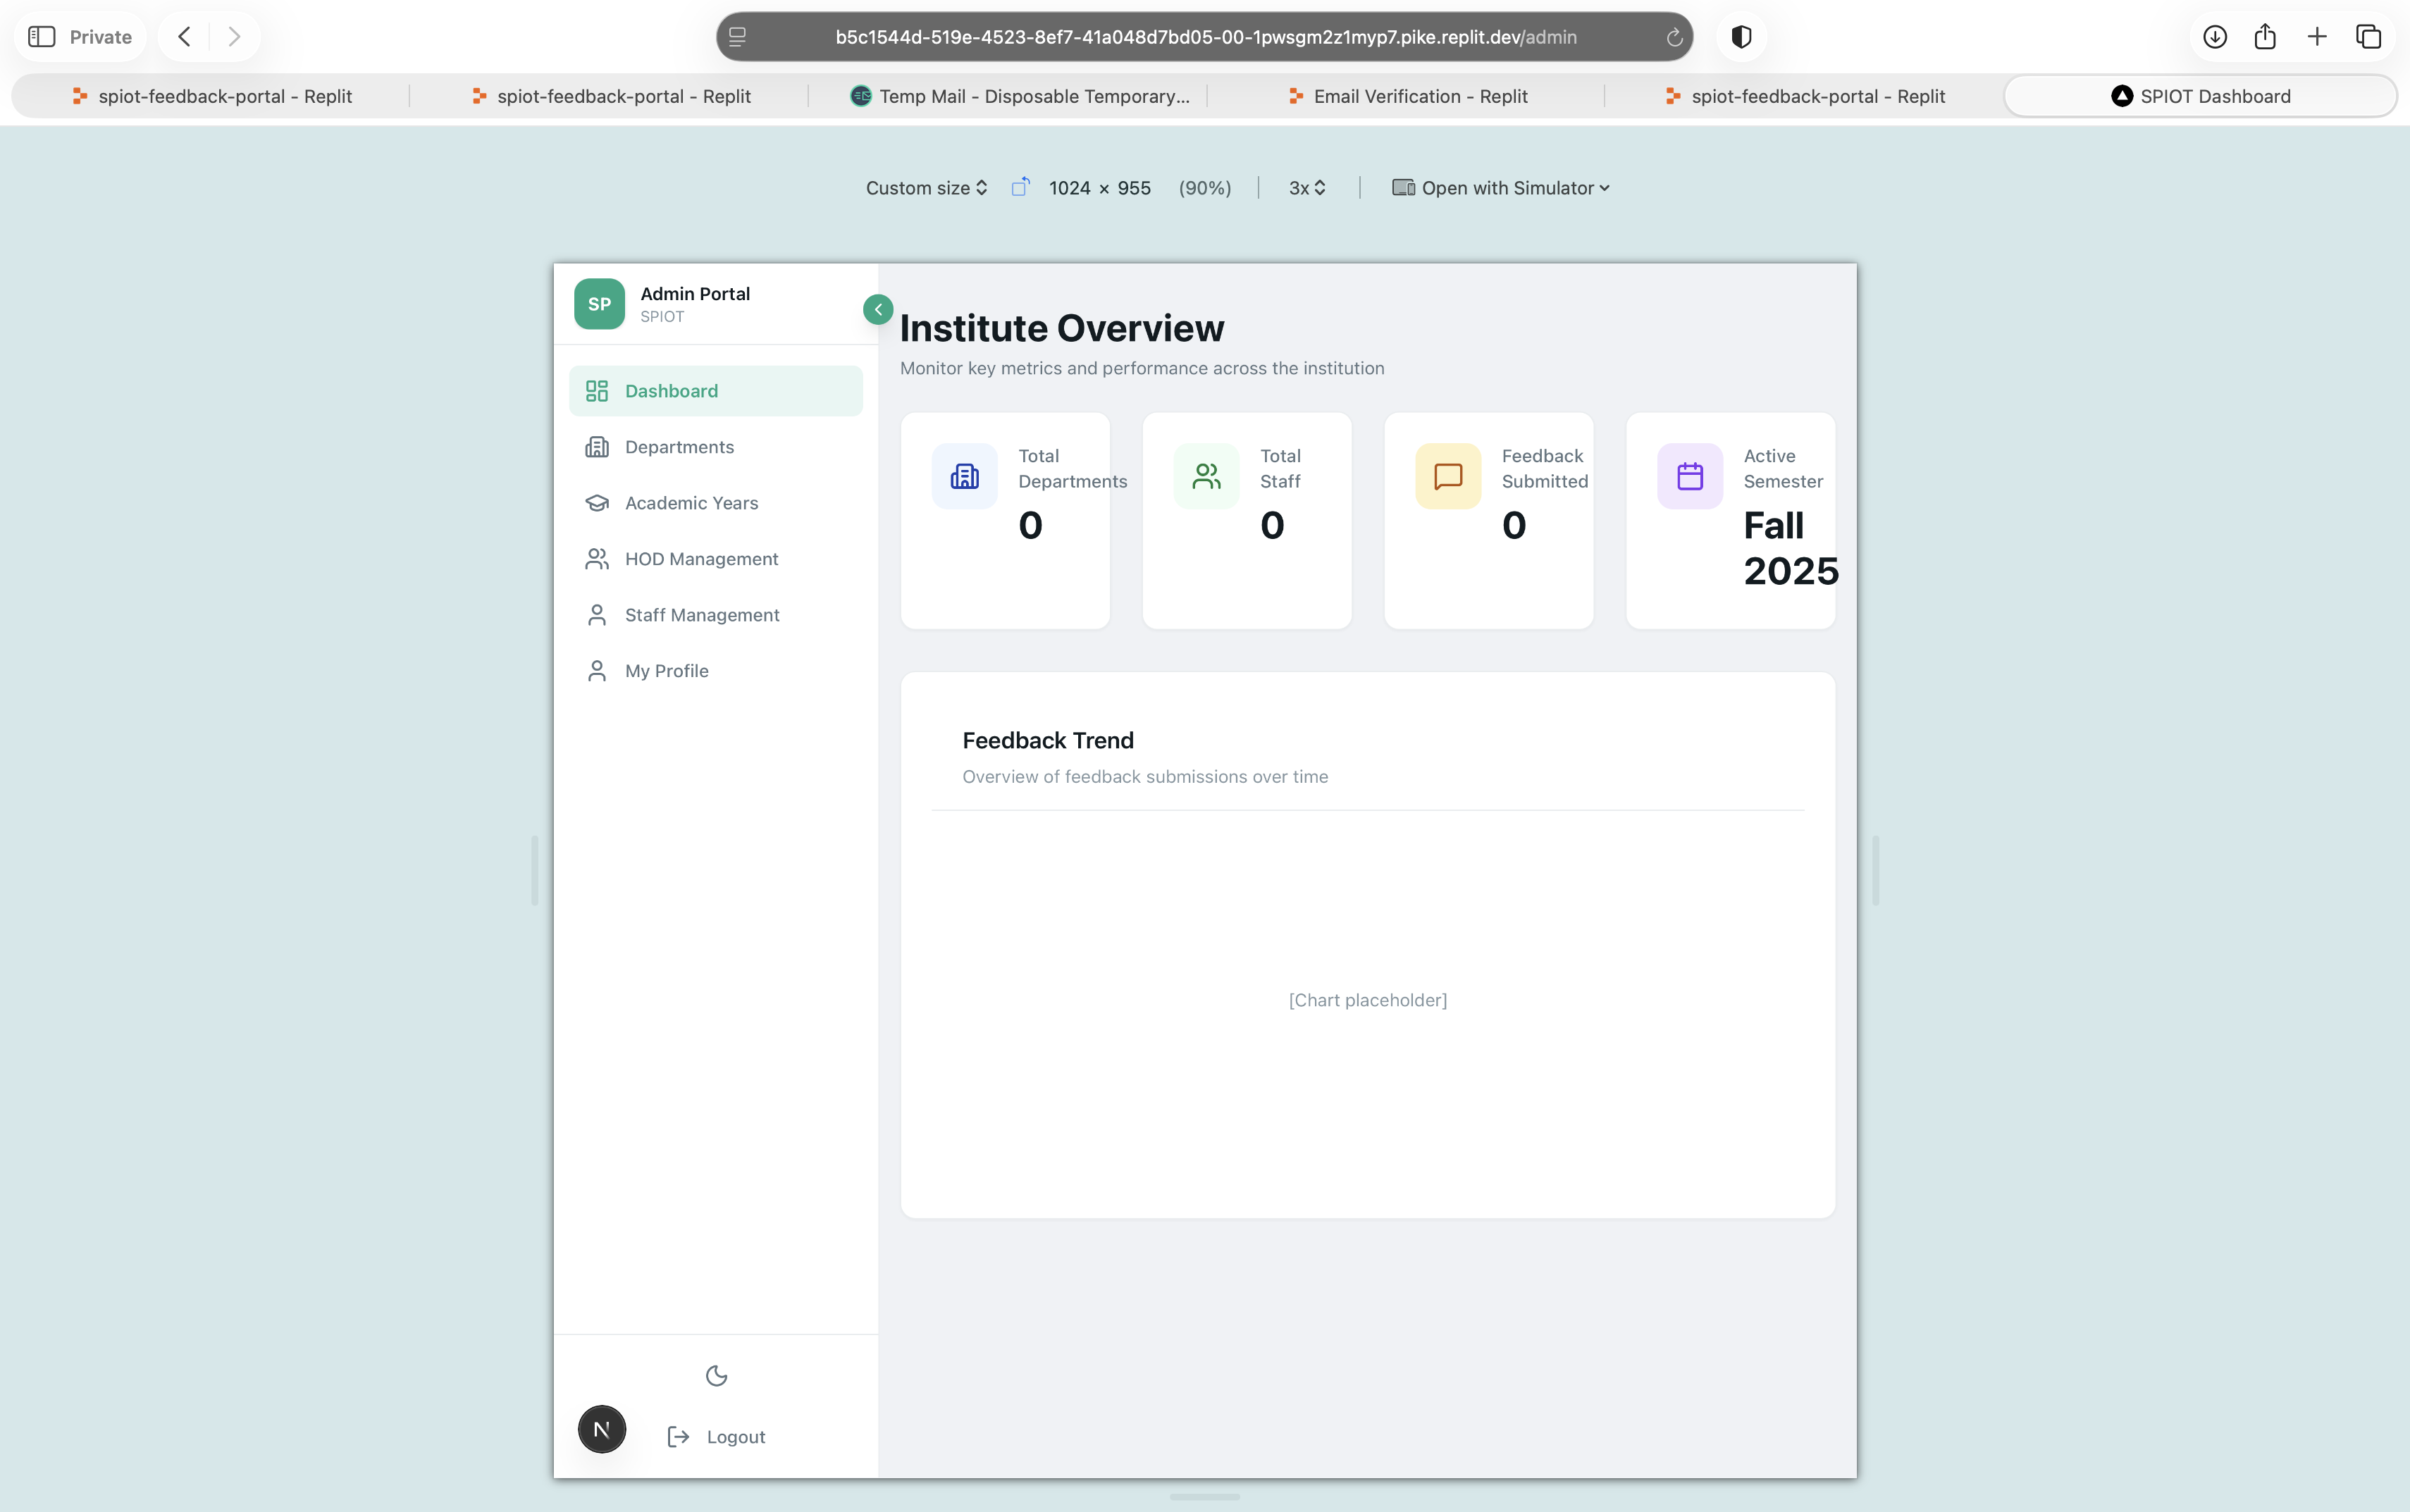 Private
b5c1544d-519e-4523-8ef7-41a048d7bd05-00-1pwsgm2z1myp7.pike.replit.dev/admin
spiot-feedback-portal - Replit
spiot-feedback-portal - Replit
Temp Mail - Disposable Temporary...
Email Verification - Replit
spiot-feedback-portal - Replit
SPIOT Dashboard
Custom size
1024 × 955
(90%)
3x
Open with Simulator
SP
Admin Portal
SPIOT
Dashboard
Departments
Academic Years
HOD Management
Staff Management
My Profile
N
Logout
Institute Overview
Monitor key metrics and performance across the institution
Total
Departments
0
Total
Staff
0
Feedback
Submitted
0
Active
Semester
Fall
2025
Feedback Trend
Overview of feedback submissions over time
[Chart placeholder]